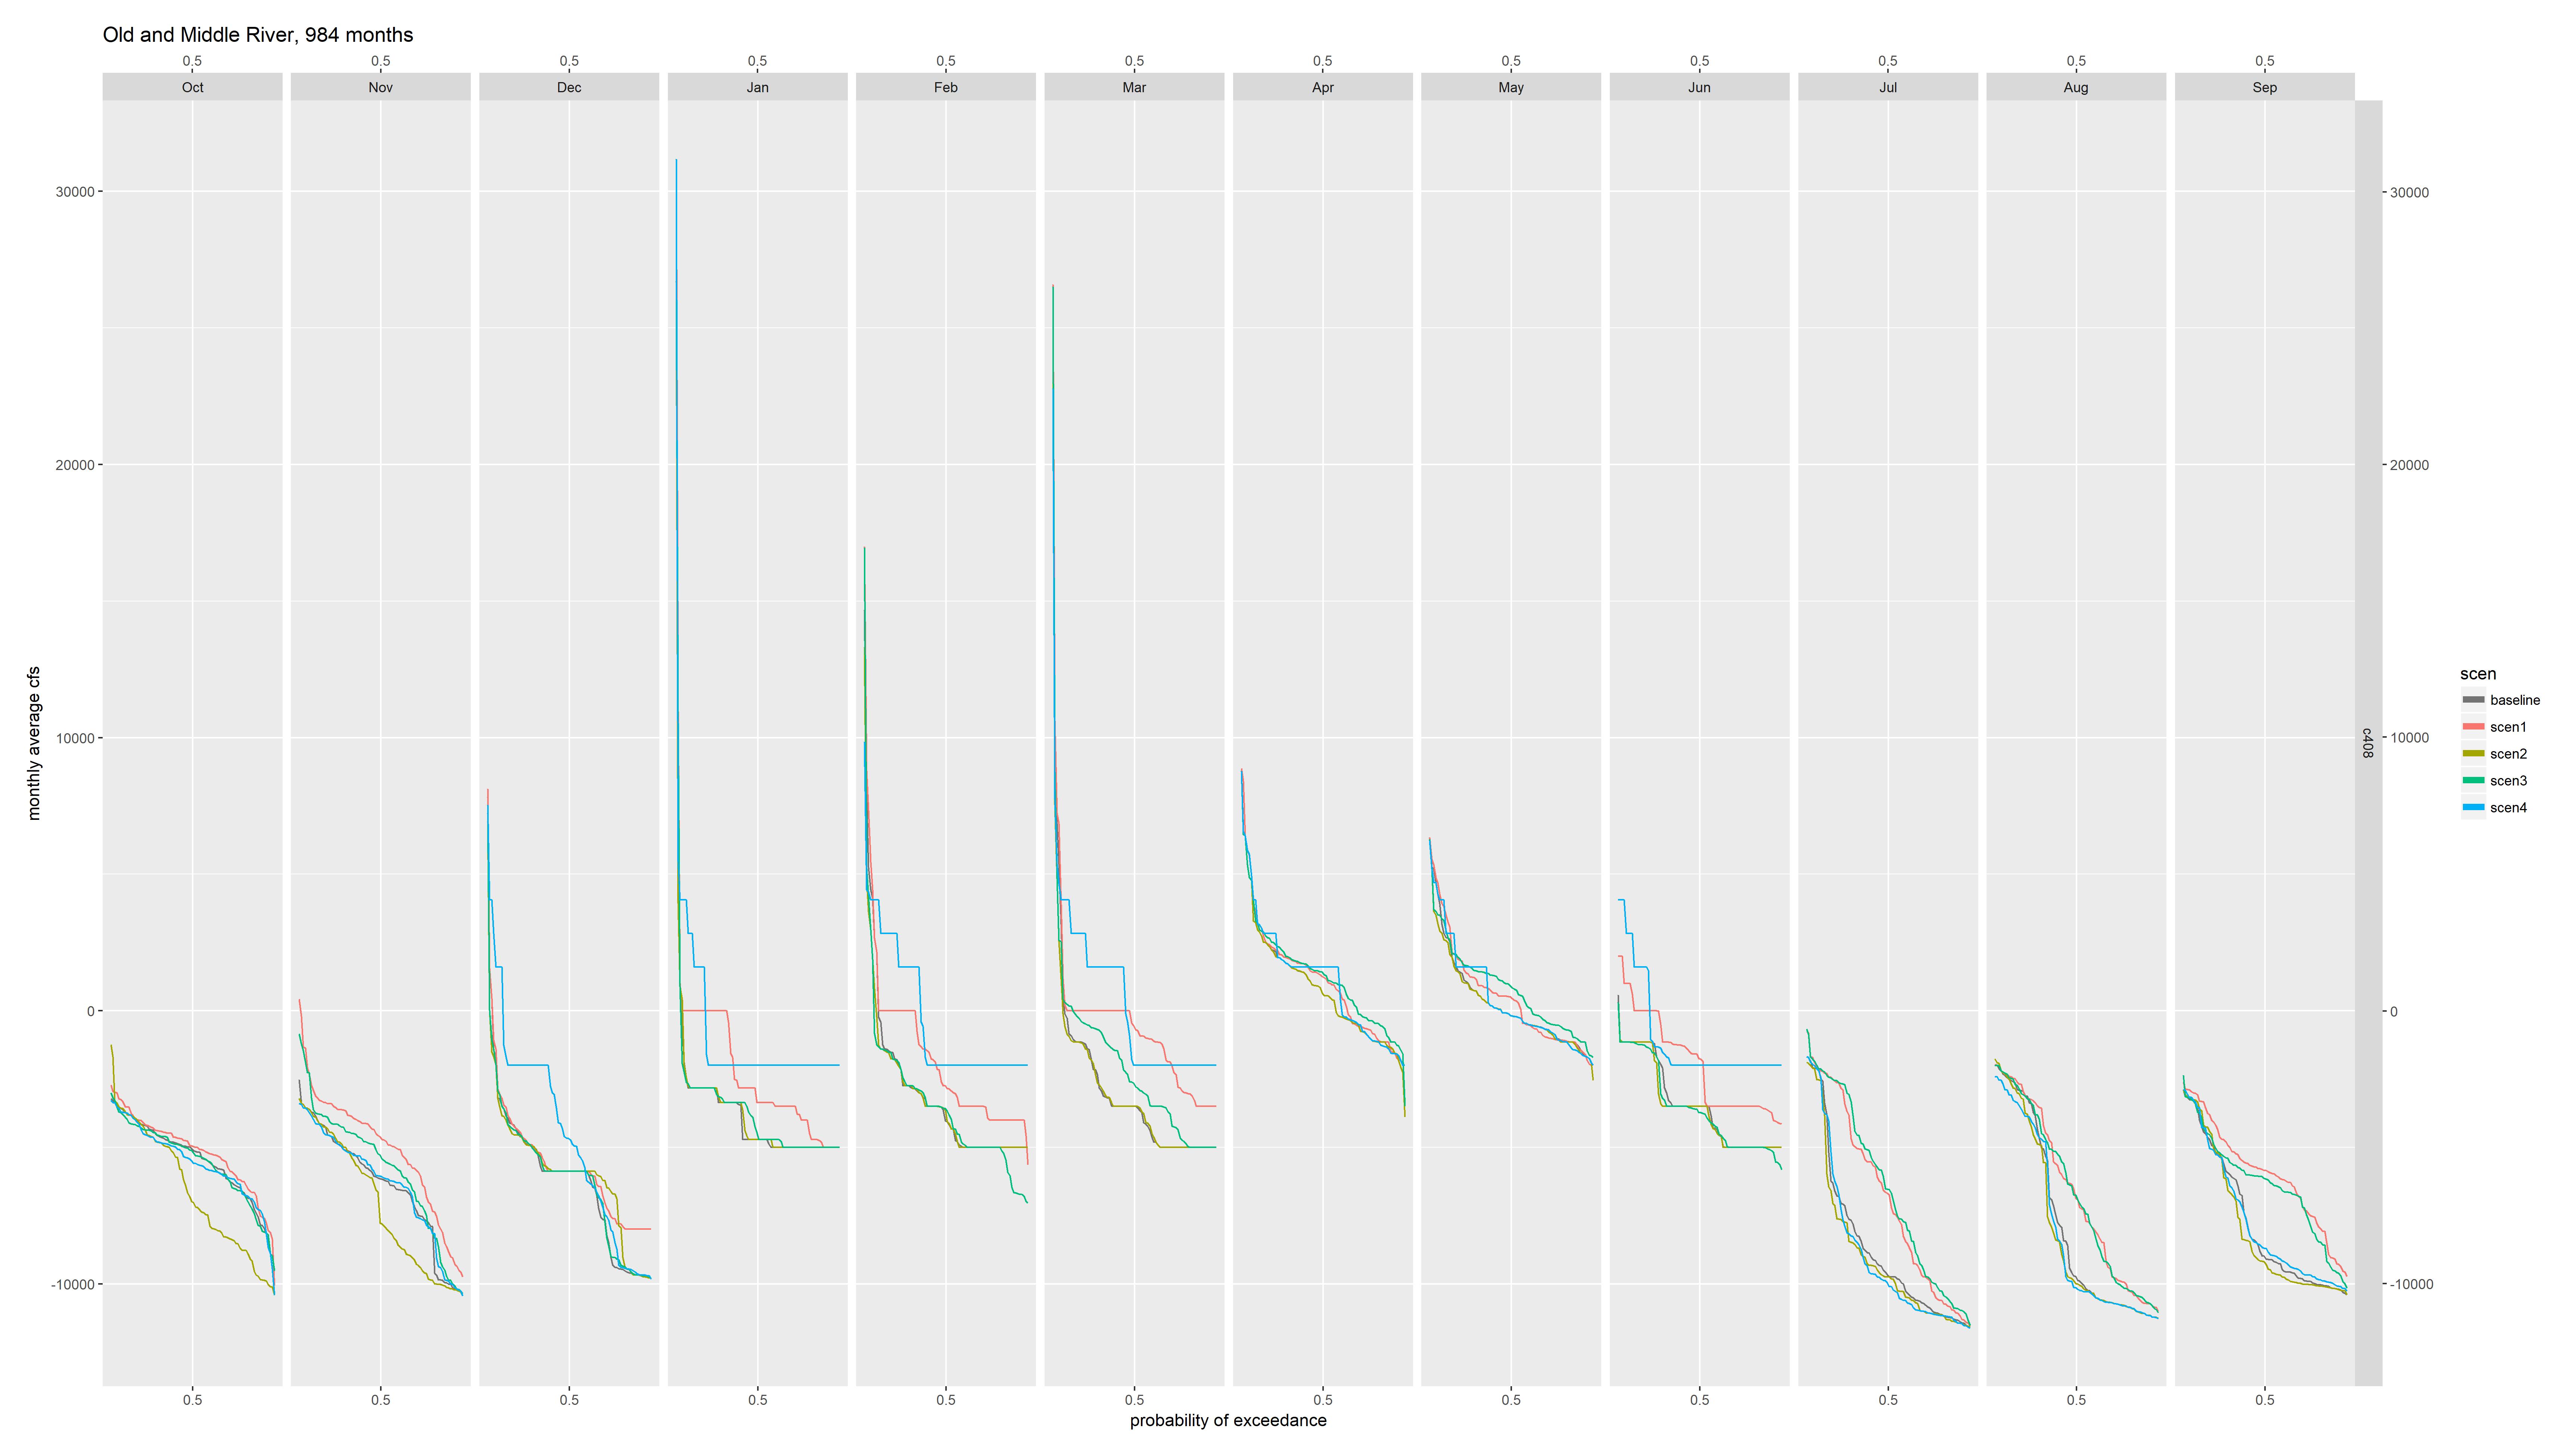 Old and Middle River, 984 months
0.5 0.5 0.5 0.5 0.5 0.5 0.5 0.5 0.5 0.5 0.5 0.5
Oct Nov Dec Jan Feb Mar Apr May Jun Jul Aug Sep
30000 30000
20000 20000
10000 10000
0 0
-10000 -10000
monthly average cfs
c408
scen
baseline
scen1
scen2
scen3
scen4
0.5 0.5 0.5 0.5 0.5 0.5 0.5 0.5 0.5 0.5 0.5 0.5
probability of exceedance